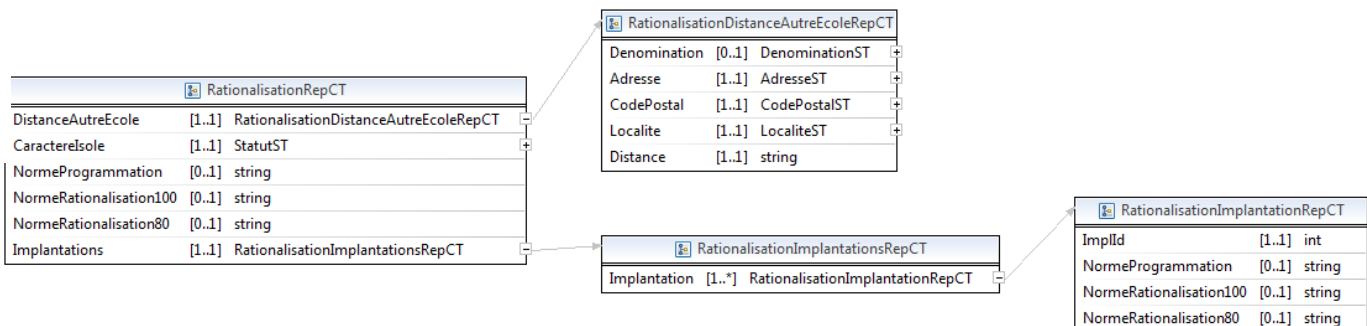 RationalisationDistanceAutreEcoleRepCT
Denomination [0..1] DenominationST
Adresse [1..1] AdresseST
CodePostal [1..1] CodePostalST
Localite [1..1] LocaliteST
Distance [1..1] string
RationalisationRepCT
DistanceAutreEcole [1..1] RationalisationDistanceAutreEcoleRepCT
CaractereIsole [1..1] StatutST
NormeProgrammation [0..1] string
NormeRationalisation100 [0..1] string
NormeRationalisation80 [0..1] string
Implantations [1..1] RationalisationImplantationsRepCT
RationalisationImplantationsRepCT
Implantation [1..*] RationalisationImplantationRepCT
RationalisationImplantationRepCT
ImplId [1..1] int
NormeProgrammation [0..1] string
NormeRationalisation100 [0..1] string
NormeRationalisation80 [0..1] string